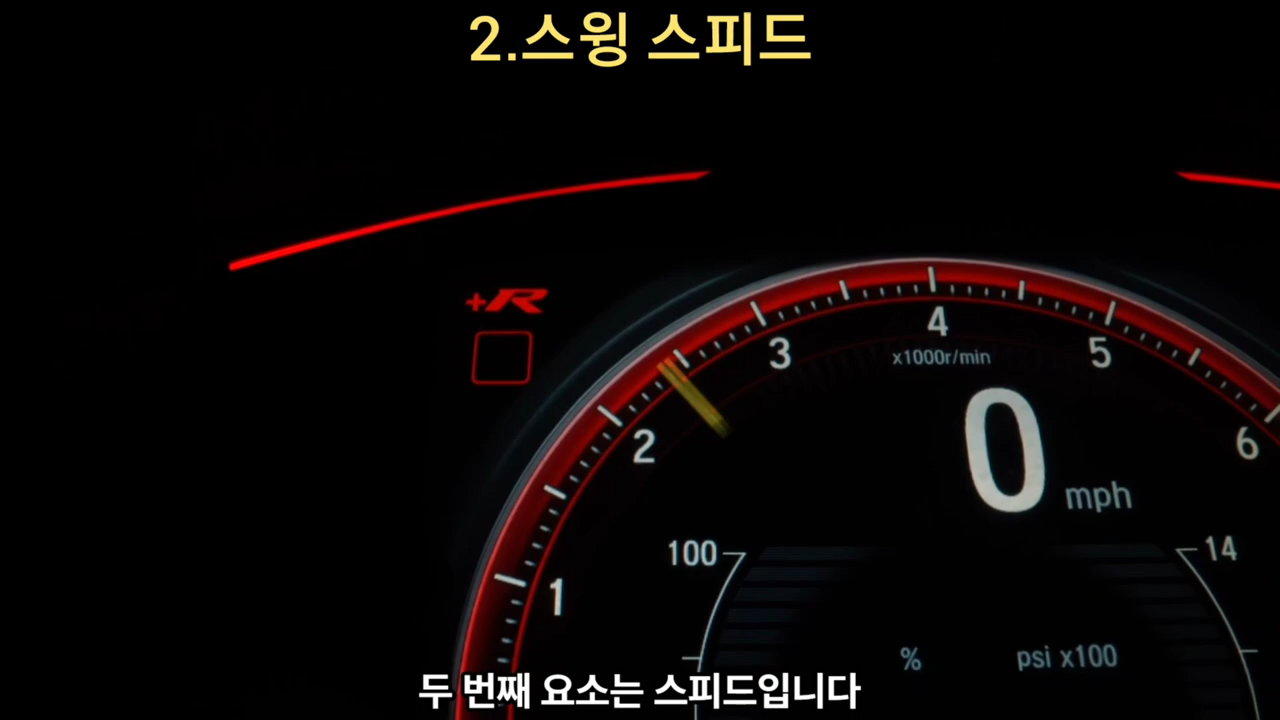 2.스윙 스피드
+R
4
3
x1000r/min
5
2
0
6
mph
100
14
1
%
psi x100
두 번째 요소는 스피드입니다